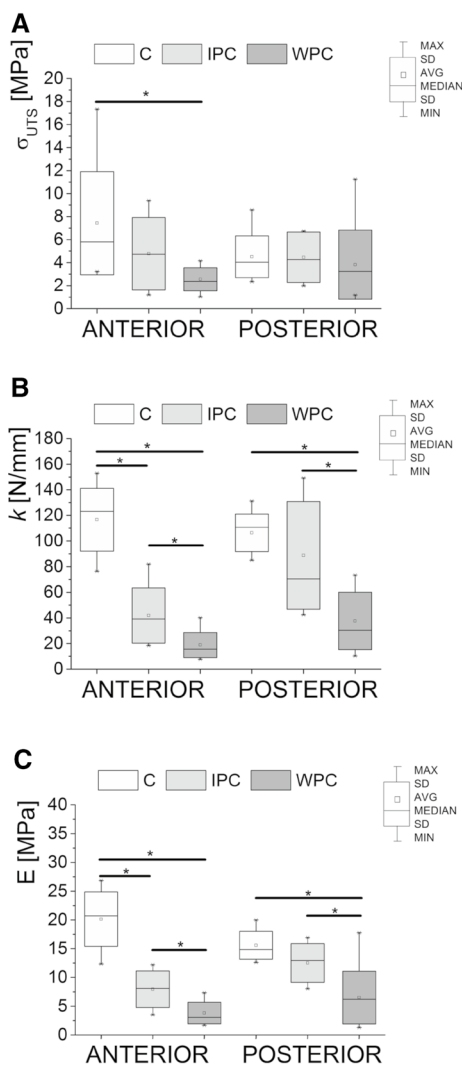 A
C IPC WPC
MAX
SD
AVG
MEDIAN
SD
MIN
σUTS [MPa]
20
18
16
14
12
10
8
6
4
2
0
*
ANTERIOR POSTERIOR
B
C IPC WPC
MAX
SD
AVG
MEDIAN
SD
MIN
k [N/mm]
180
160
140
120
100
80
60
40
20
0
* *
* *
*
ANTERIOR POSTERIOR
C
C IPC WPC
MAX
SD
AVG
MEDIAN
SD
MIN
E [MPa]
40
35
30
25
20
15
10
5
0
*
* *
* *
ANTERIOR POSTERIOR